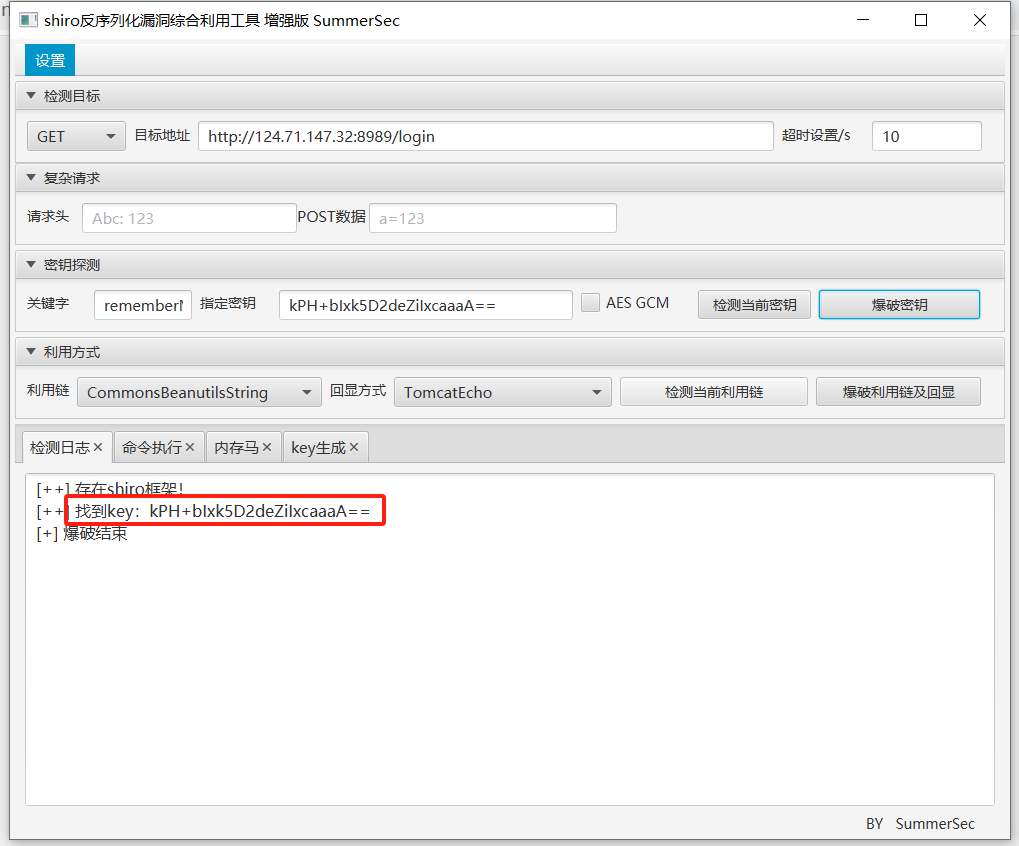 shiro反序列化漏洞综合利用工具 增强版 SummerSec
设置
检测目标
GET 目标地址 http://124.71.147.32:8989/login 超时设置/s 10
复杂请求
请求头 Abc: 123 POST数据 a=123
密钥探测
关键字 rememberM 指定密钥 kPH+bIxk5D2deZiIxcaaaA== AES GCM 检测当前密钥 爆破密钥
利用方式
利用链 CommonsBeanutilsString 回显方式 TomcatEcho 检测当前利用链 爆破利用链及回显
检测日志 命令执行 内存马 key生成
[++] 存在shiro框架!
[++] 找到key：kPH+bIxk5D2deZiIxcaaaA==
[+] 爆破结束
BY SummerSec